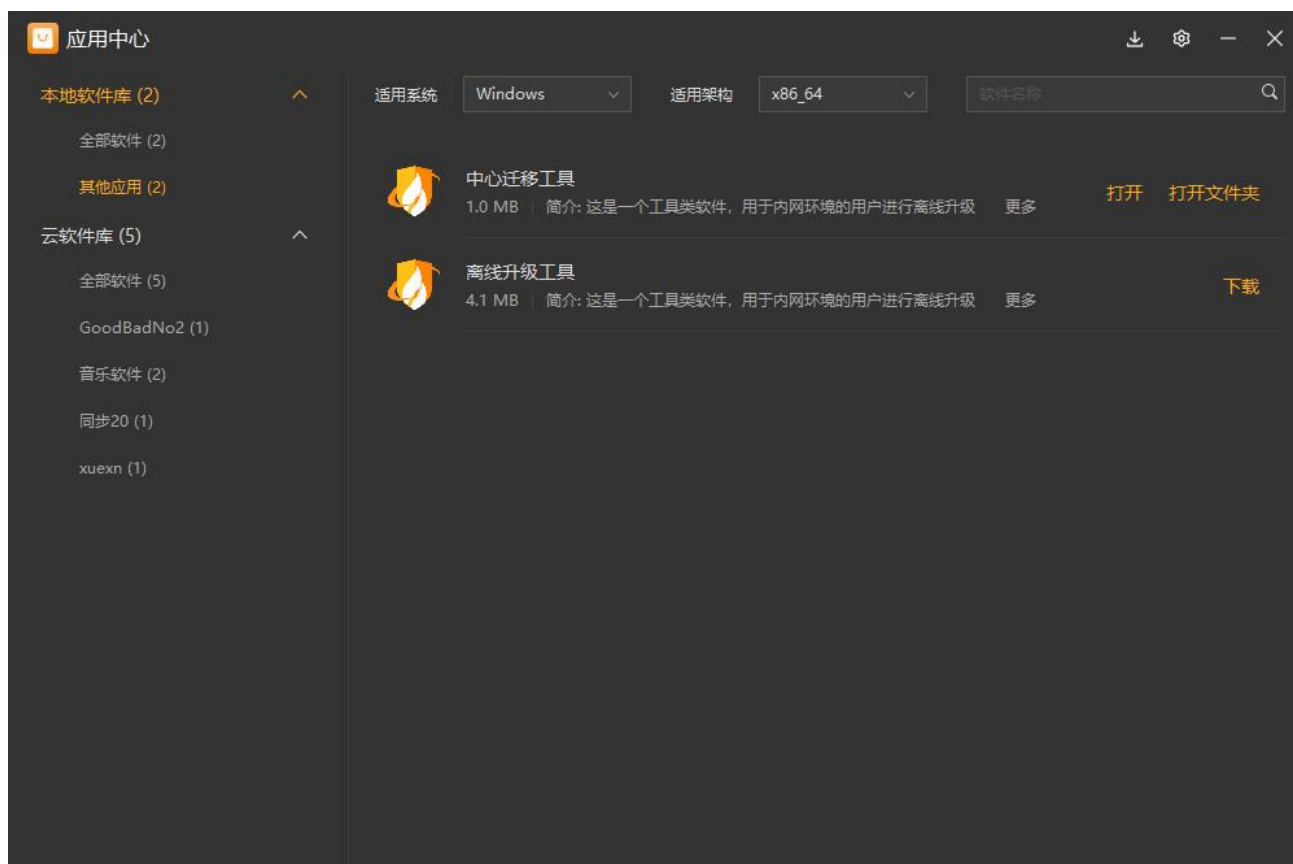 应用中心
本地软件库 (2)
全部软件 (2)
其他应用 (2)
云软件库 (5)
全部软件 (5)
GoodBadNo2 (1)
音乐软件 (2)
同步20 (1)
xuexn (1)
适用系统 Windows 适用架构 x86_64 软件名称
中心迁移工具
1.0 MB 简介: 这是一个工具类软件，用于内网环境的用户进行离线升级 更多
打开 打开文件夹
离线升级工具
4.1 MB 简介: 这是一个工具类软件，用于内网环境的用户进行离线升级 更多
下载